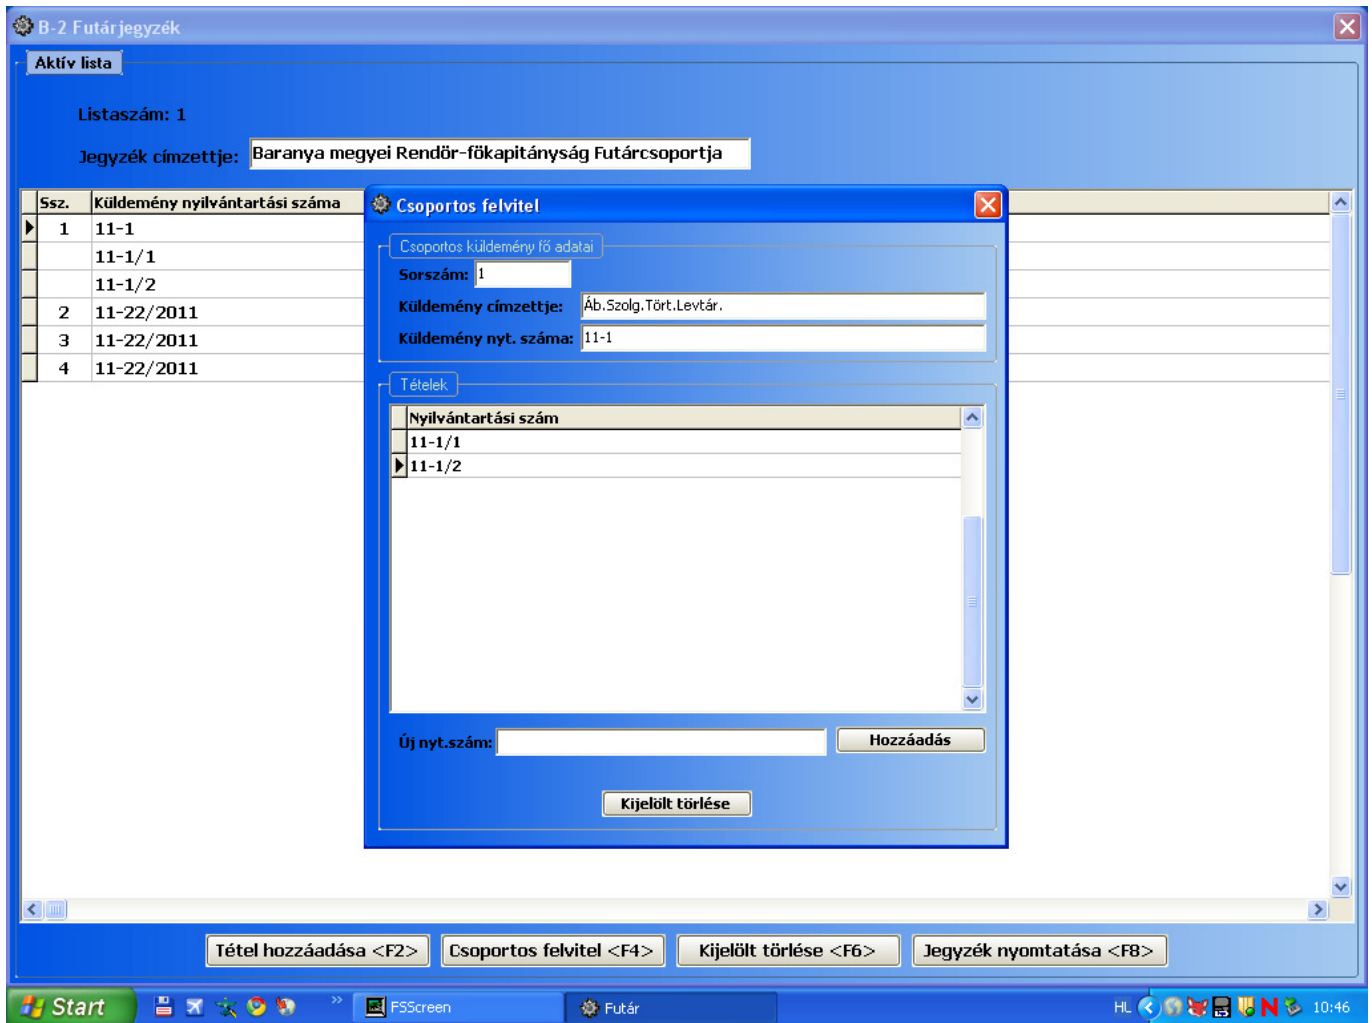 B-2 Futárjegyzék
Aktív lista
Listaszám: 1
Jegyzék címzettje: Baranya megyei Rendör-fökapitányság Futárcsoportja
Ssz. Küldemény nyilvántartási száma
1 11-1
11-1/1
11-1/2
2 11-22/2011
3 11-22/2011
4 11-22/2011
Csoportos felvitel
Csoportos küldemény fő adatai
Sorszám: 1
Küldemény címzettje: Áb.Szolg.Tört.Levtár.
Küldemény nyt. száma: 11-1
Tételek
Nyilvántartási szám
11-1/1
11-1/2
Új nyt.szám:
Hozzáadás
Kijelölt törlése
Tétel hozzáadása <F2> Csoportos felvitel <F4> Kijelölt törlése <F6> Jegyzék nyomtatása <F8>
Start » FSScreen Futár HL N 10:46